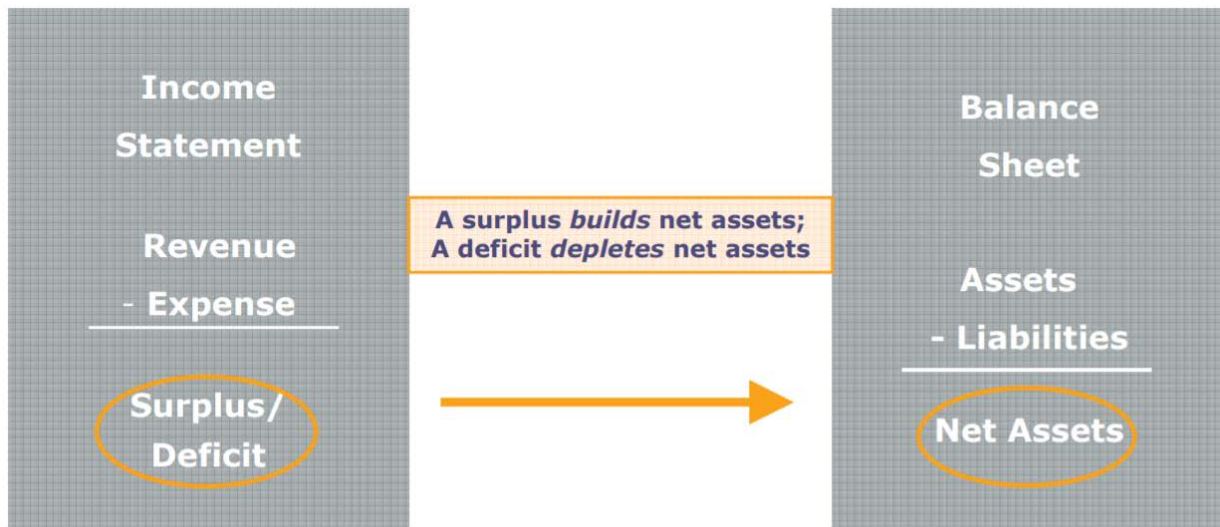 Income
Statement
Revenue
- Expense
Surplus/
Deficit
A surplus builds net assets;
A deficit depletes net assets
Balance
Sheet
Assets
- Liabilities
Net Assets